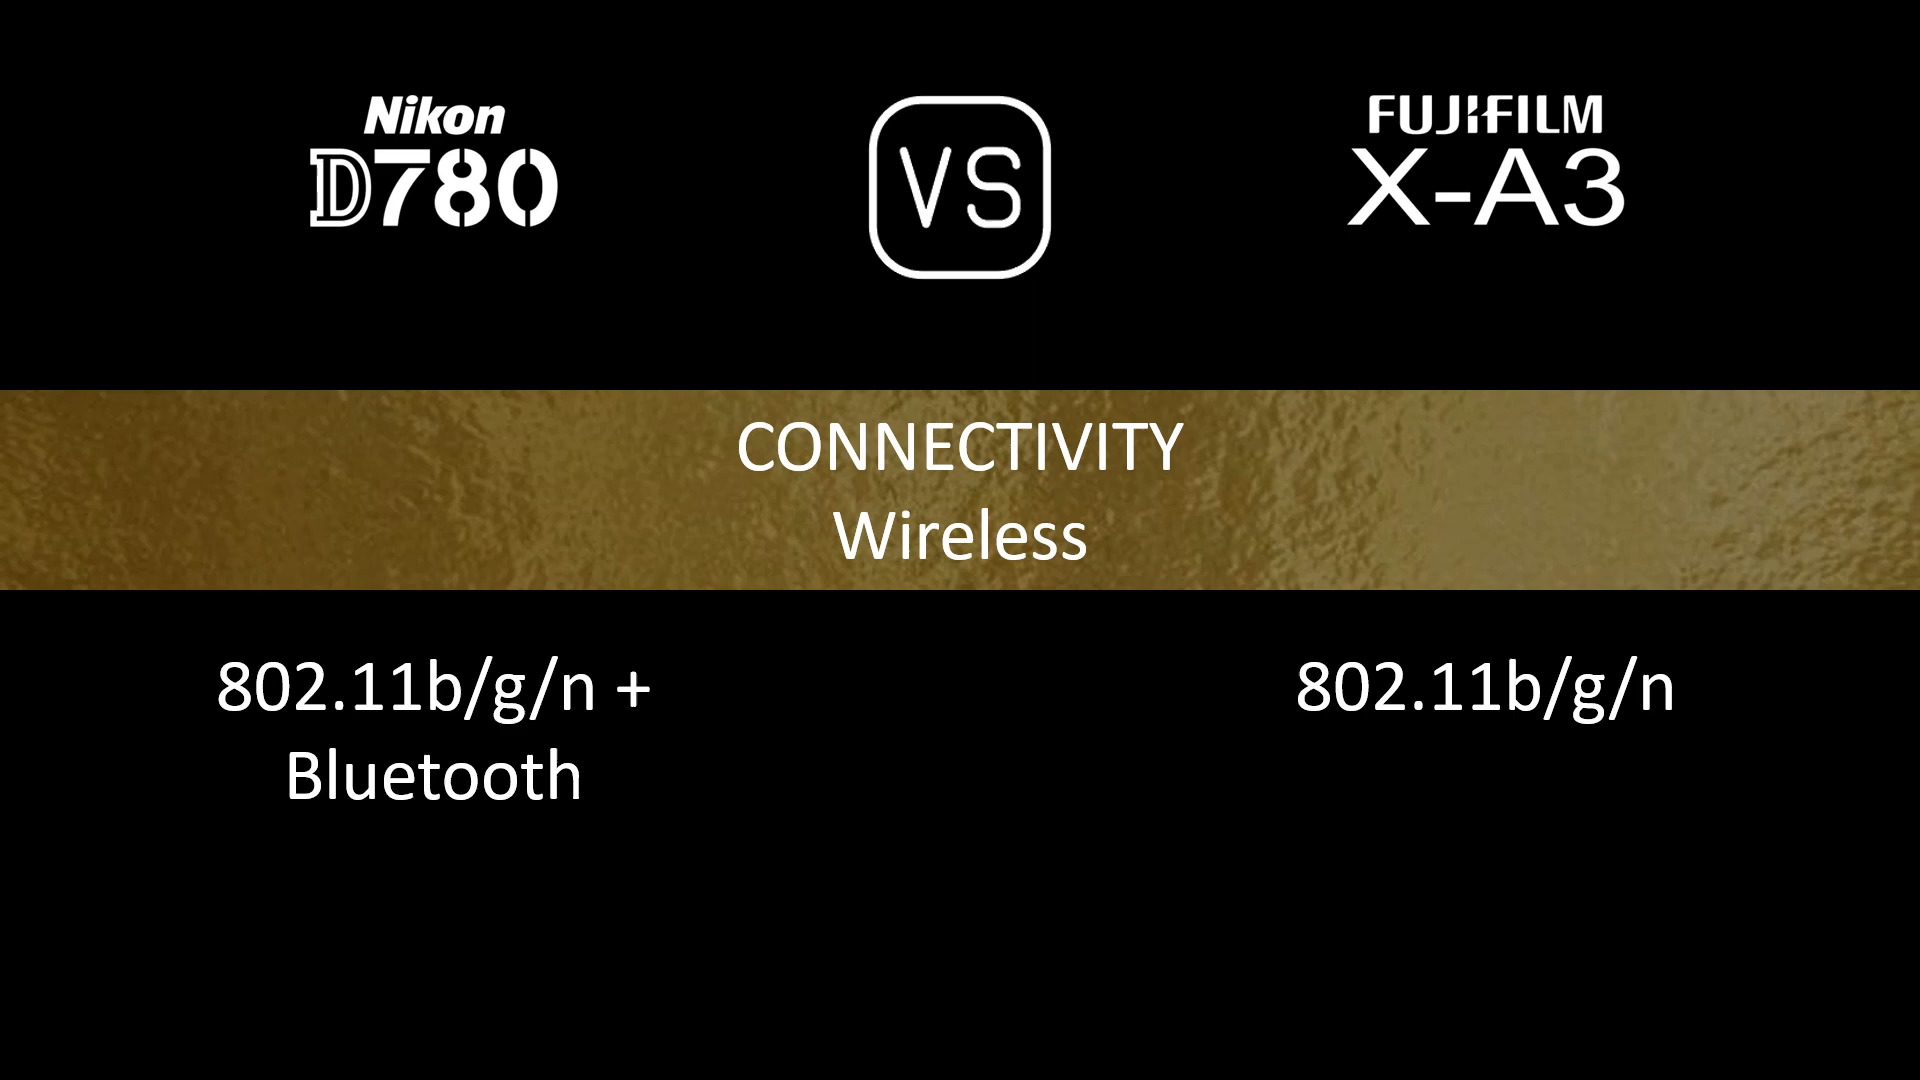 Nikon
D780
VS
FUJIFILM
X-A3
CONNECTIVITY
Wireless
802.11b/g/n +
Bluetooth
802.11b/g/n